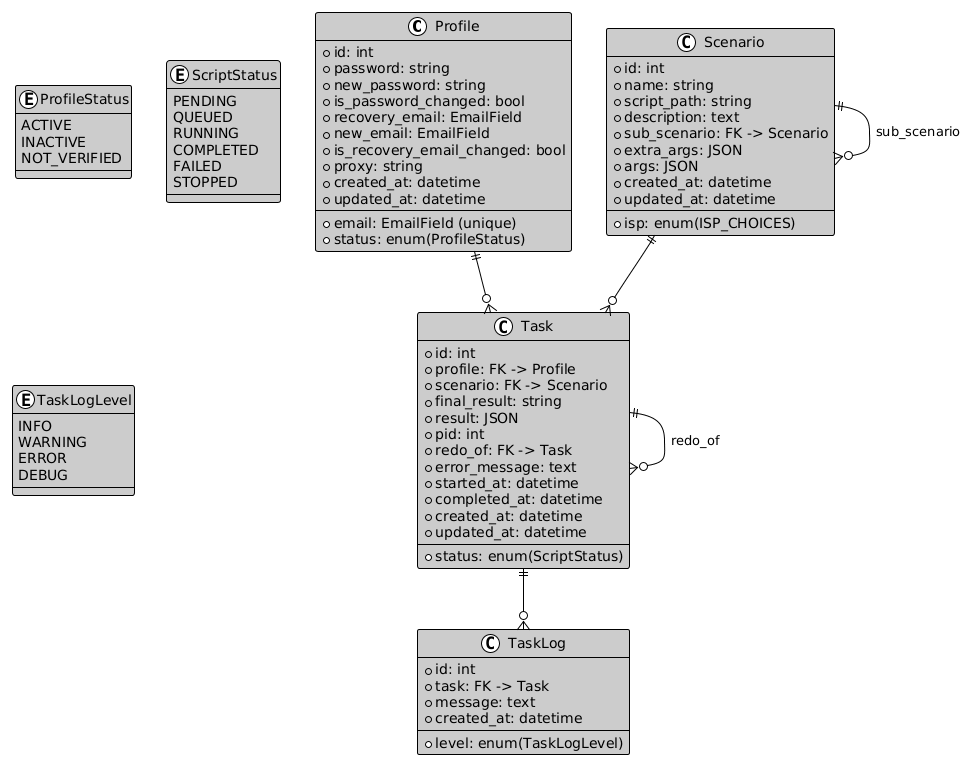 C Profile
id: int
password: string
new_password: string
is_password_changed: bool
recovery_email: EmailField
new_email: EmailField
is_recovery_email_changed: bool
proxy: string
created_at: datetime
updated_at: datetime
email: EmailField (unique)
status: enum(ProfileStatus)
C Scenario
id: int
name: string
script_path: string
description: text
sub_scenario: FK -> Scenario
extra_args: JSON
args: JSON
created_at: datetime
updated_at: datetime
isp: enum(ISP_CHOICES)
sub_scenario
E ProfileStatus
ACTIVE
INACTIVE
NOT_VERIFIED
E ScriptStatus
PENDING
QUEUED
RUNNING
COMPLETED
FAILED
STOPPED
C Task
id: int
profile: FK -> Profile
scenario: FK -> Scenario
final_result: string
result: JSON
pid: int
redo_of: FK -> Task
error_message: text
started_at: datetime
completed_at: datetime
created_at: datetime
updated_at: datetime
status: enum(ScriptStatus)
redo_of
E TaskLogLevel
INFO
WARNING
ERROR
DEBUG
C TaskLog
id: int
task: FK -> Task
message: text
created_at: datetime
level: enum(TaskLogLevel)